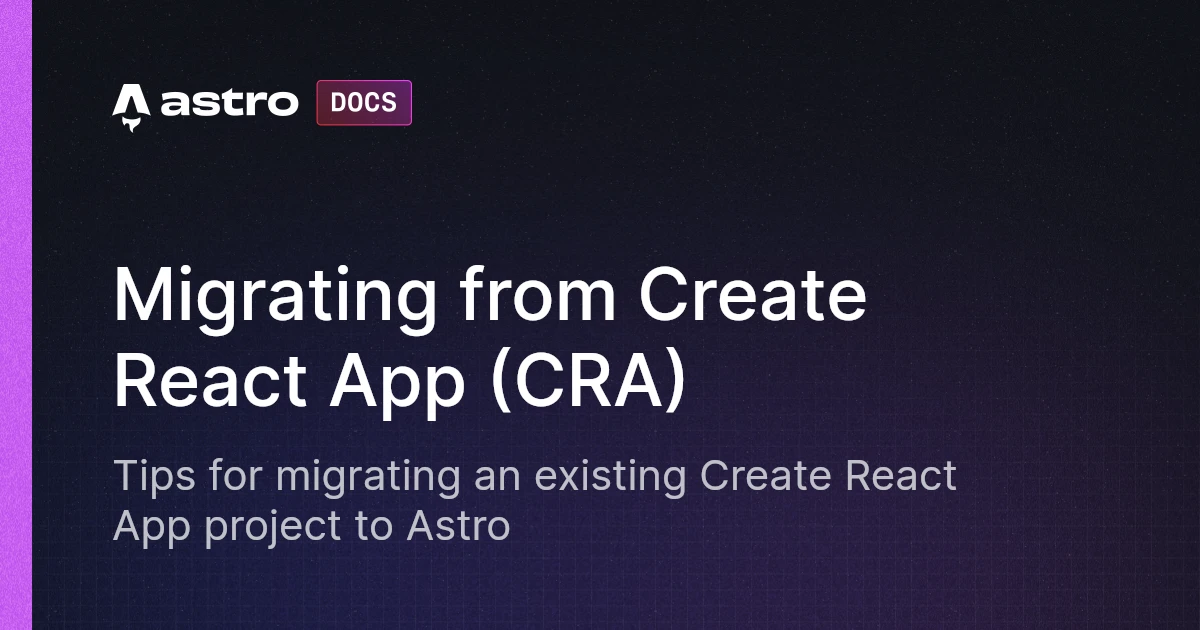 astro DOCS
Migrating from Create
React App (CRA)
Tips for migrating an existing Create React
App project to Astro